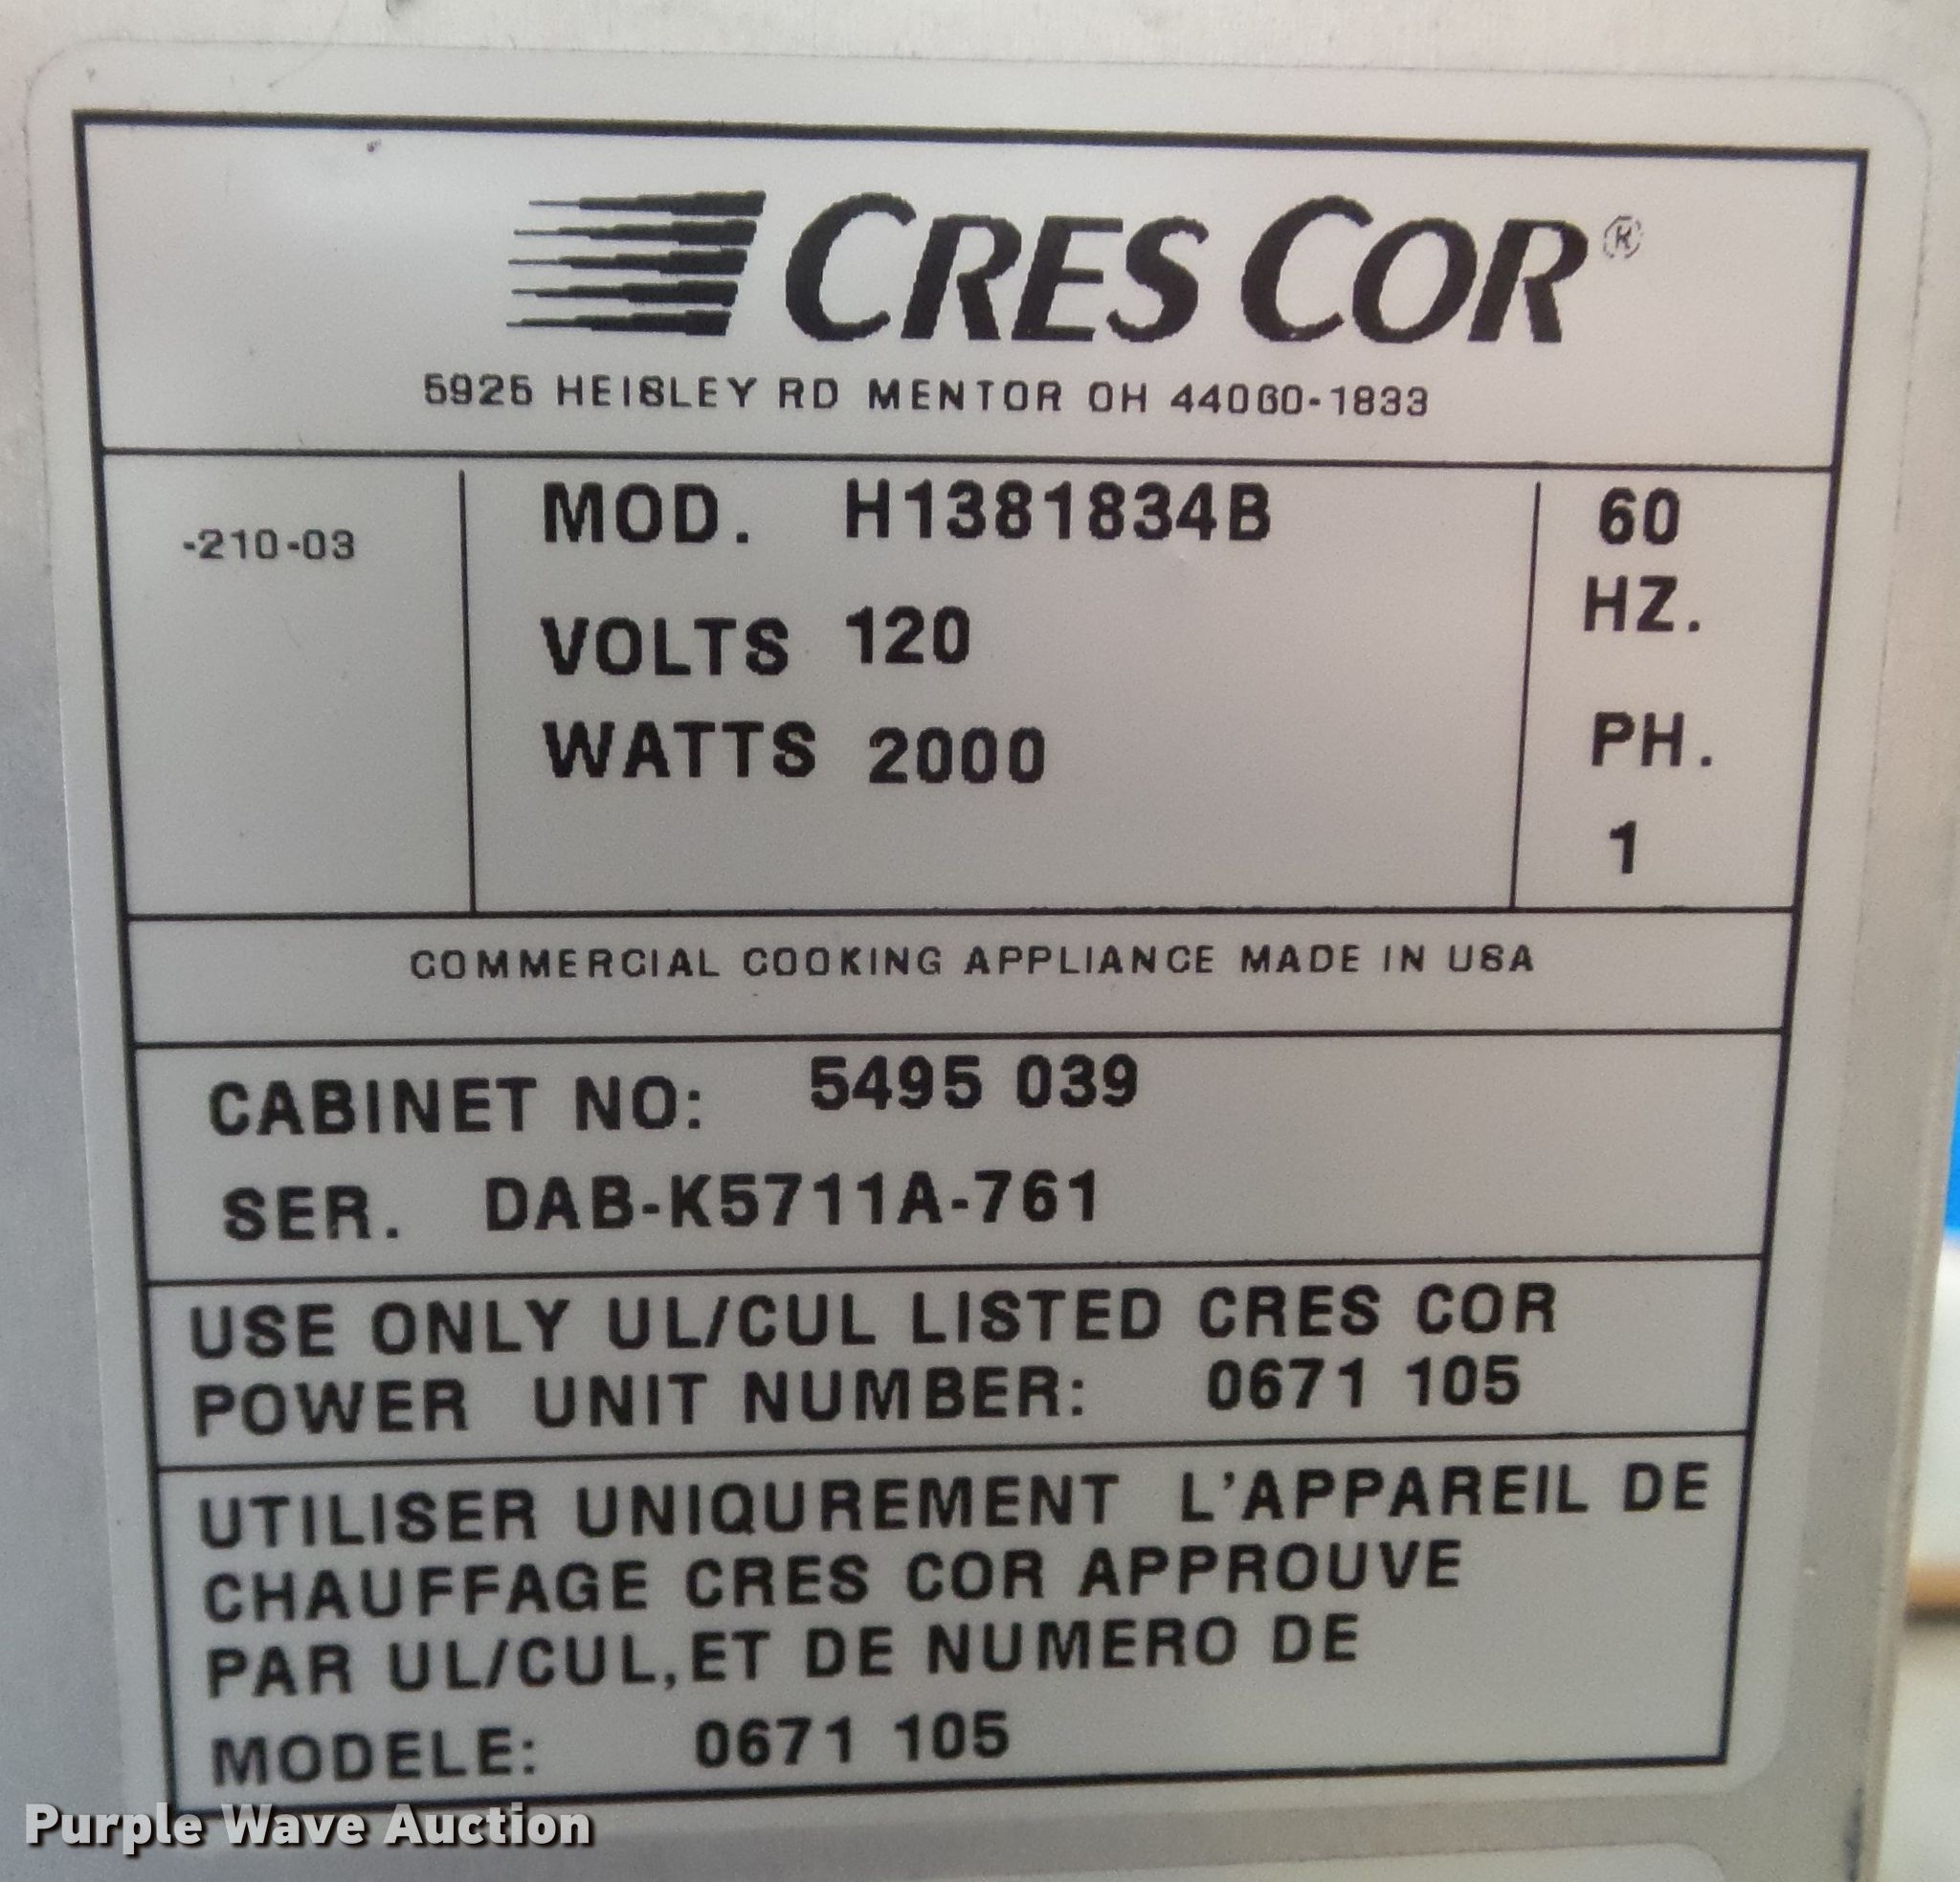 CRES COR®
5925 HEISLEY RD MENTOR OH 44060-1833
-210-03
MOD. H1381834B
VOLTS 120
WATTS 2000
60
HZ.
PH.
1
COMMERCIAL COOKING APPLIANCE MADE IN USA
CABINET NO: 5495 039
SER. DAB-K5711A-761
USE ONLY UL/CUL LISTED CRES COR
POWER UNIT NUMBER: 0671 105
UTILISER UNIQUREMENT L'APPAREIL DE
CHAUFFAGE CRES COR APPROUVE
PAR UL/CUL,ET DE NUMERO DE
MODELE: 0671 105
Purple Wave Auction